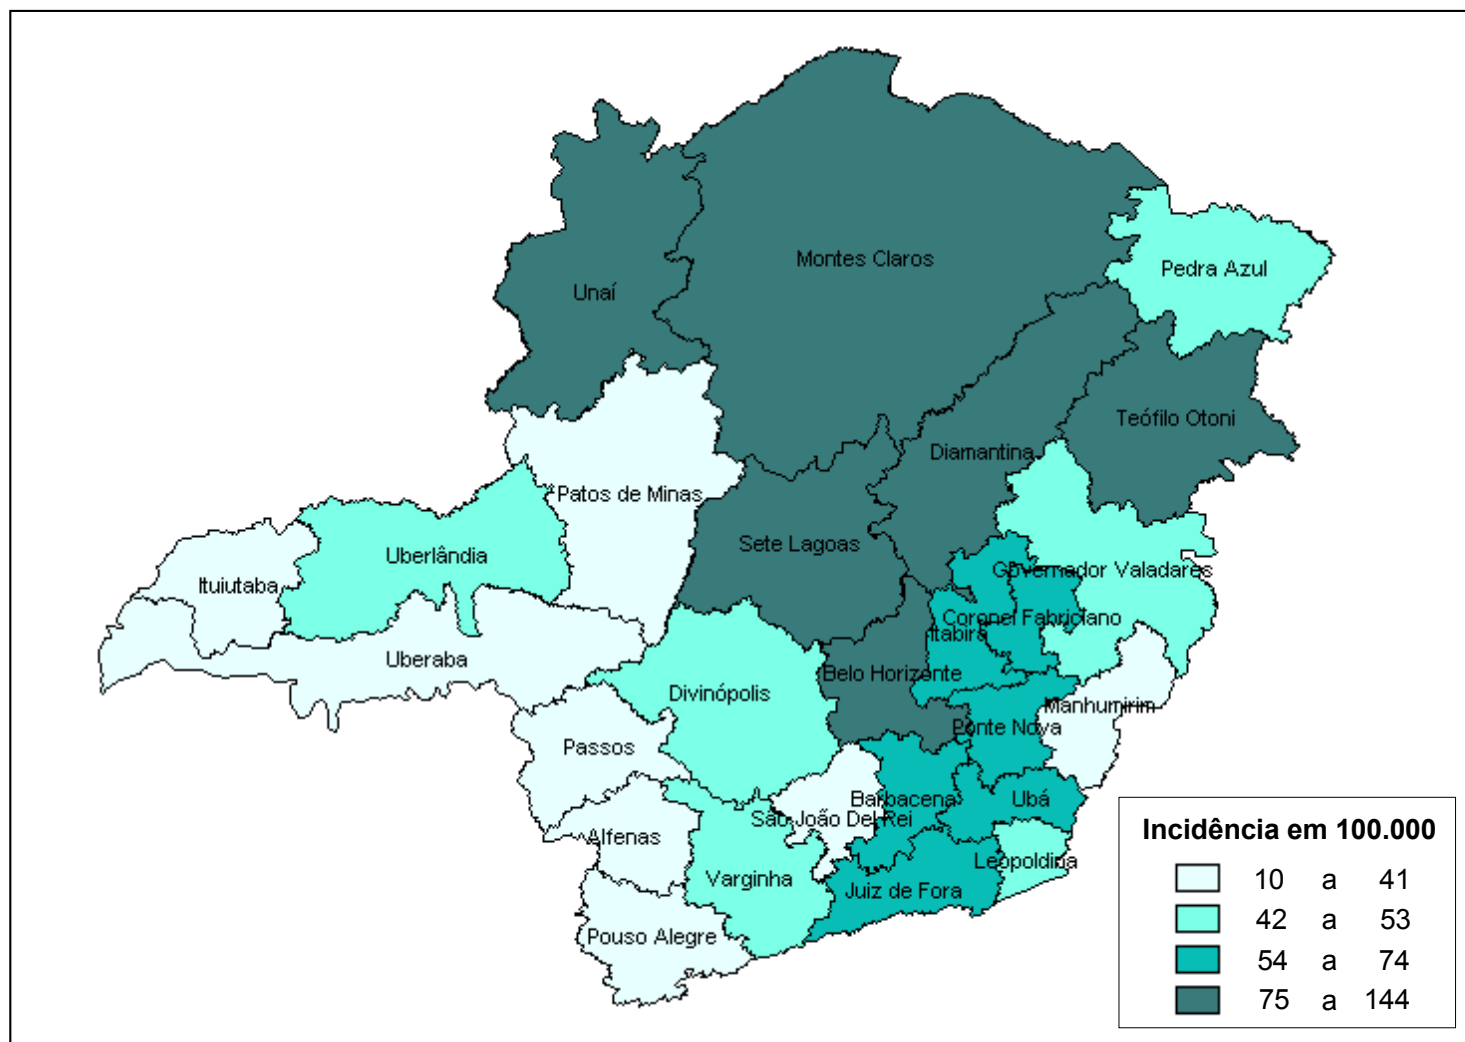 Montes Claros
Pedra Azul
Unaí
Teófilo Otoni
Diamantina
Patos de Minas
Sete Lagoas
Uberlândia
Governador Valadares
Ituiutaba
Coronel Fabriciano
Itabira
Uberaba
Belo Horizonte
Divinópolis
Manhumirim
Ponte Nova
Passos
Barbacena
Ubá
São João Del Rei
Alfenas
Leopoldina
Varginha
Juiz de Fora
Pouso Alegre
Incidência em 100.000
10 a 41
42 a 53
54 a 74
75 a 144